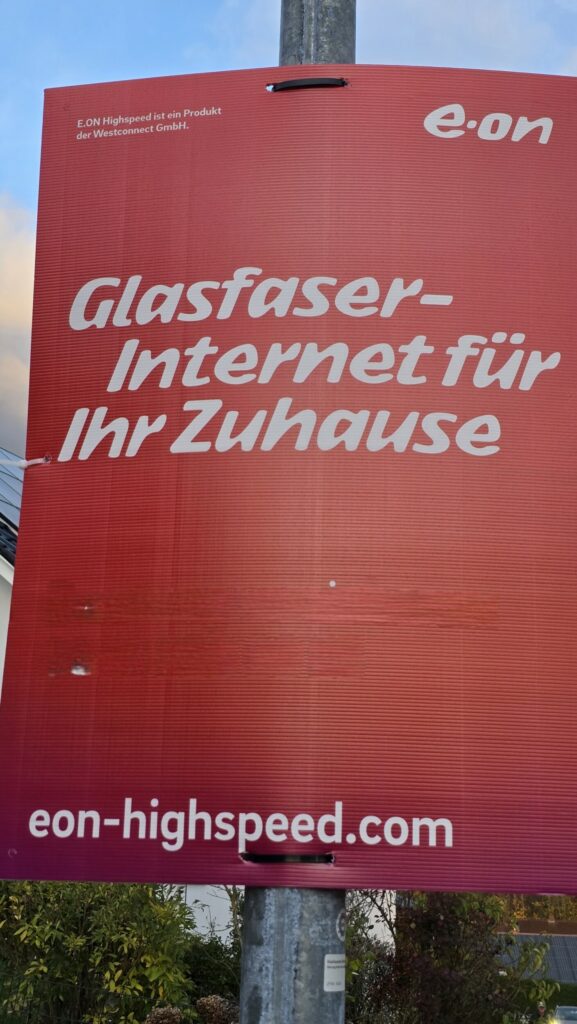 E.ON Highspeed ist ein Produkt
der Westconnect GmbH.
e·on
Glasfaser-
Internet für
Ihr Zuhause
eon-highspeed.com